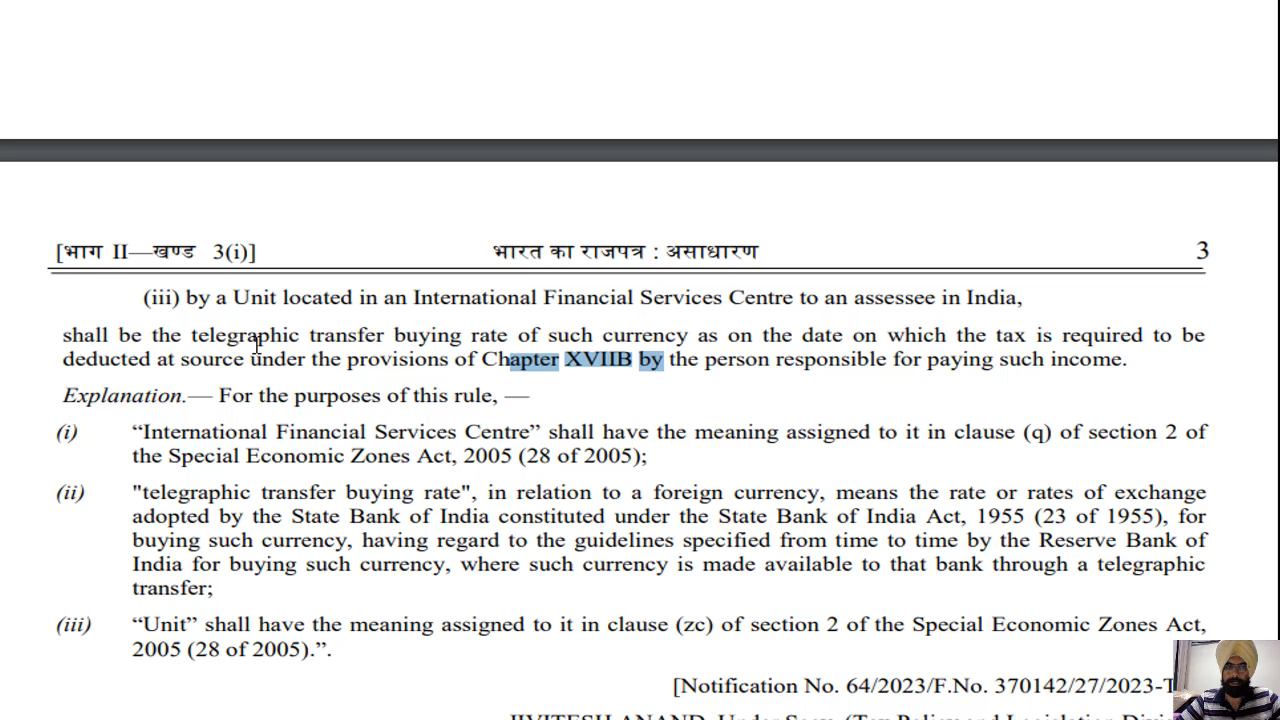 [भाग II—खण्ड 3(i)] भारत का राजपत्र : असाधारण 3
(iii) by a Unit located in an International Financial Services Centre to an assessee in India,
shall be the telegraphic transfer buying rate of such currency as on the date on which the tax is required to be
deducted at source under the provisions of Chapter XVIIB by the person responsible for paying such income.
Explanation.— For the purposes of this rule, —
(i) “International Financial Services Centre” shall have the meaning assigned to it in clause (q) of section 2 of
the Special Economic Zones Act, 2005 (28 of 2005);
(ii) "telegraphic transfer buying rate", in relation to a foreign currency, means the rate or rates of exchange
adopted by the State Bank of India constituted under the State Bank of India Act, 1955 (23 of 1955), for
buying such currency, having regard to the guidelines specified from time to time by the Reserve Bank of
India for buying such currency, where such currency is made available to that bank through a telegraphic
transfer;
(iii) “Unit” shall have the meaning assigned to it in clause (zc) of section 2 of the Special Economic Zones Act,
2005 (28 of 2005).”.
[Notification No. 64/2023/F.No. 370142/27/2023-T
JIVITESH ANAND, Under Secy. (Tax Policy and Legislation